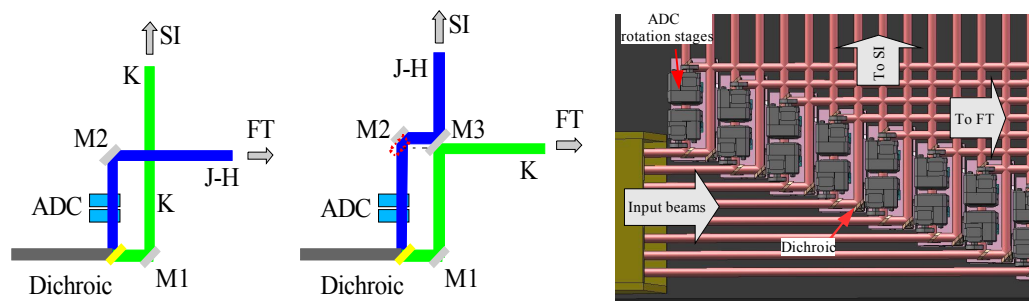 SI
K
M2
FT
J-H
ADC
K
Dichroic
M1
SI
J-H
M2
M3
FT
K
ADC
Dichroic
M1
ADC
rotation stages
To SI
To FT
Input beams
Dichroic